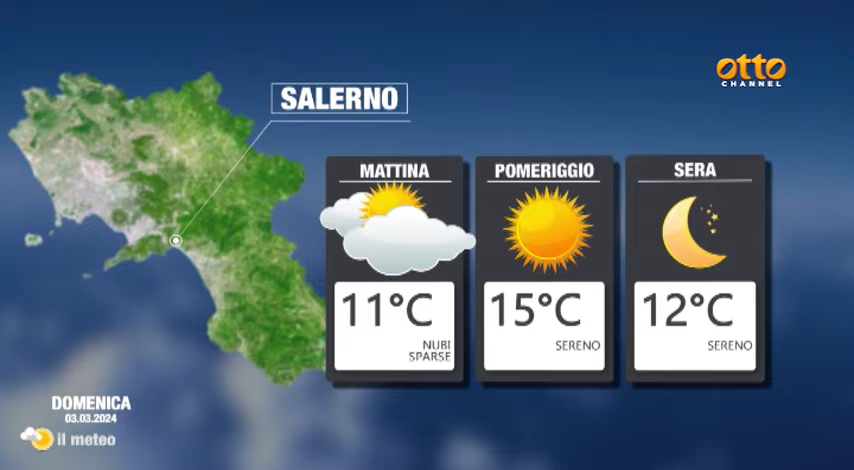 otto
CHANNEL
SALERNO
MATTINA
POMERIGGIO
SERA
11°C
15°C
12°C
NUBI
SPARSE
SERENO
SERENO
DOMENICA
03.03.2024
il meteo